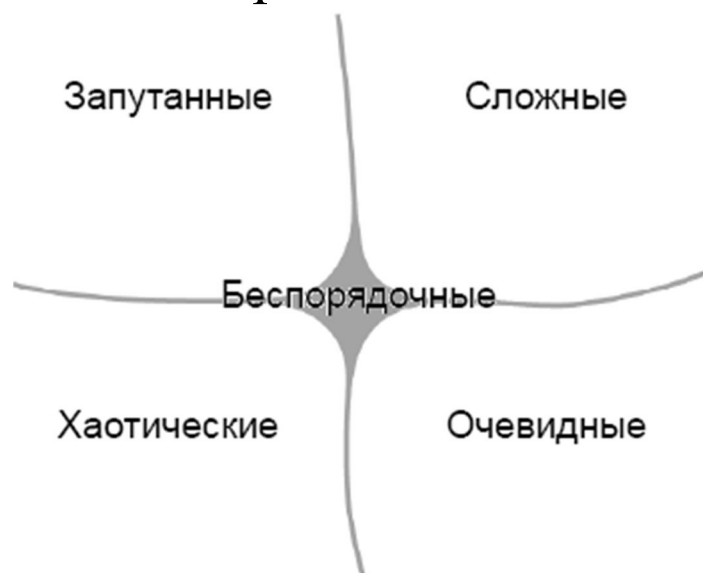 Запутанные Сложные
Беспорядочные
Хаотические Очевидные